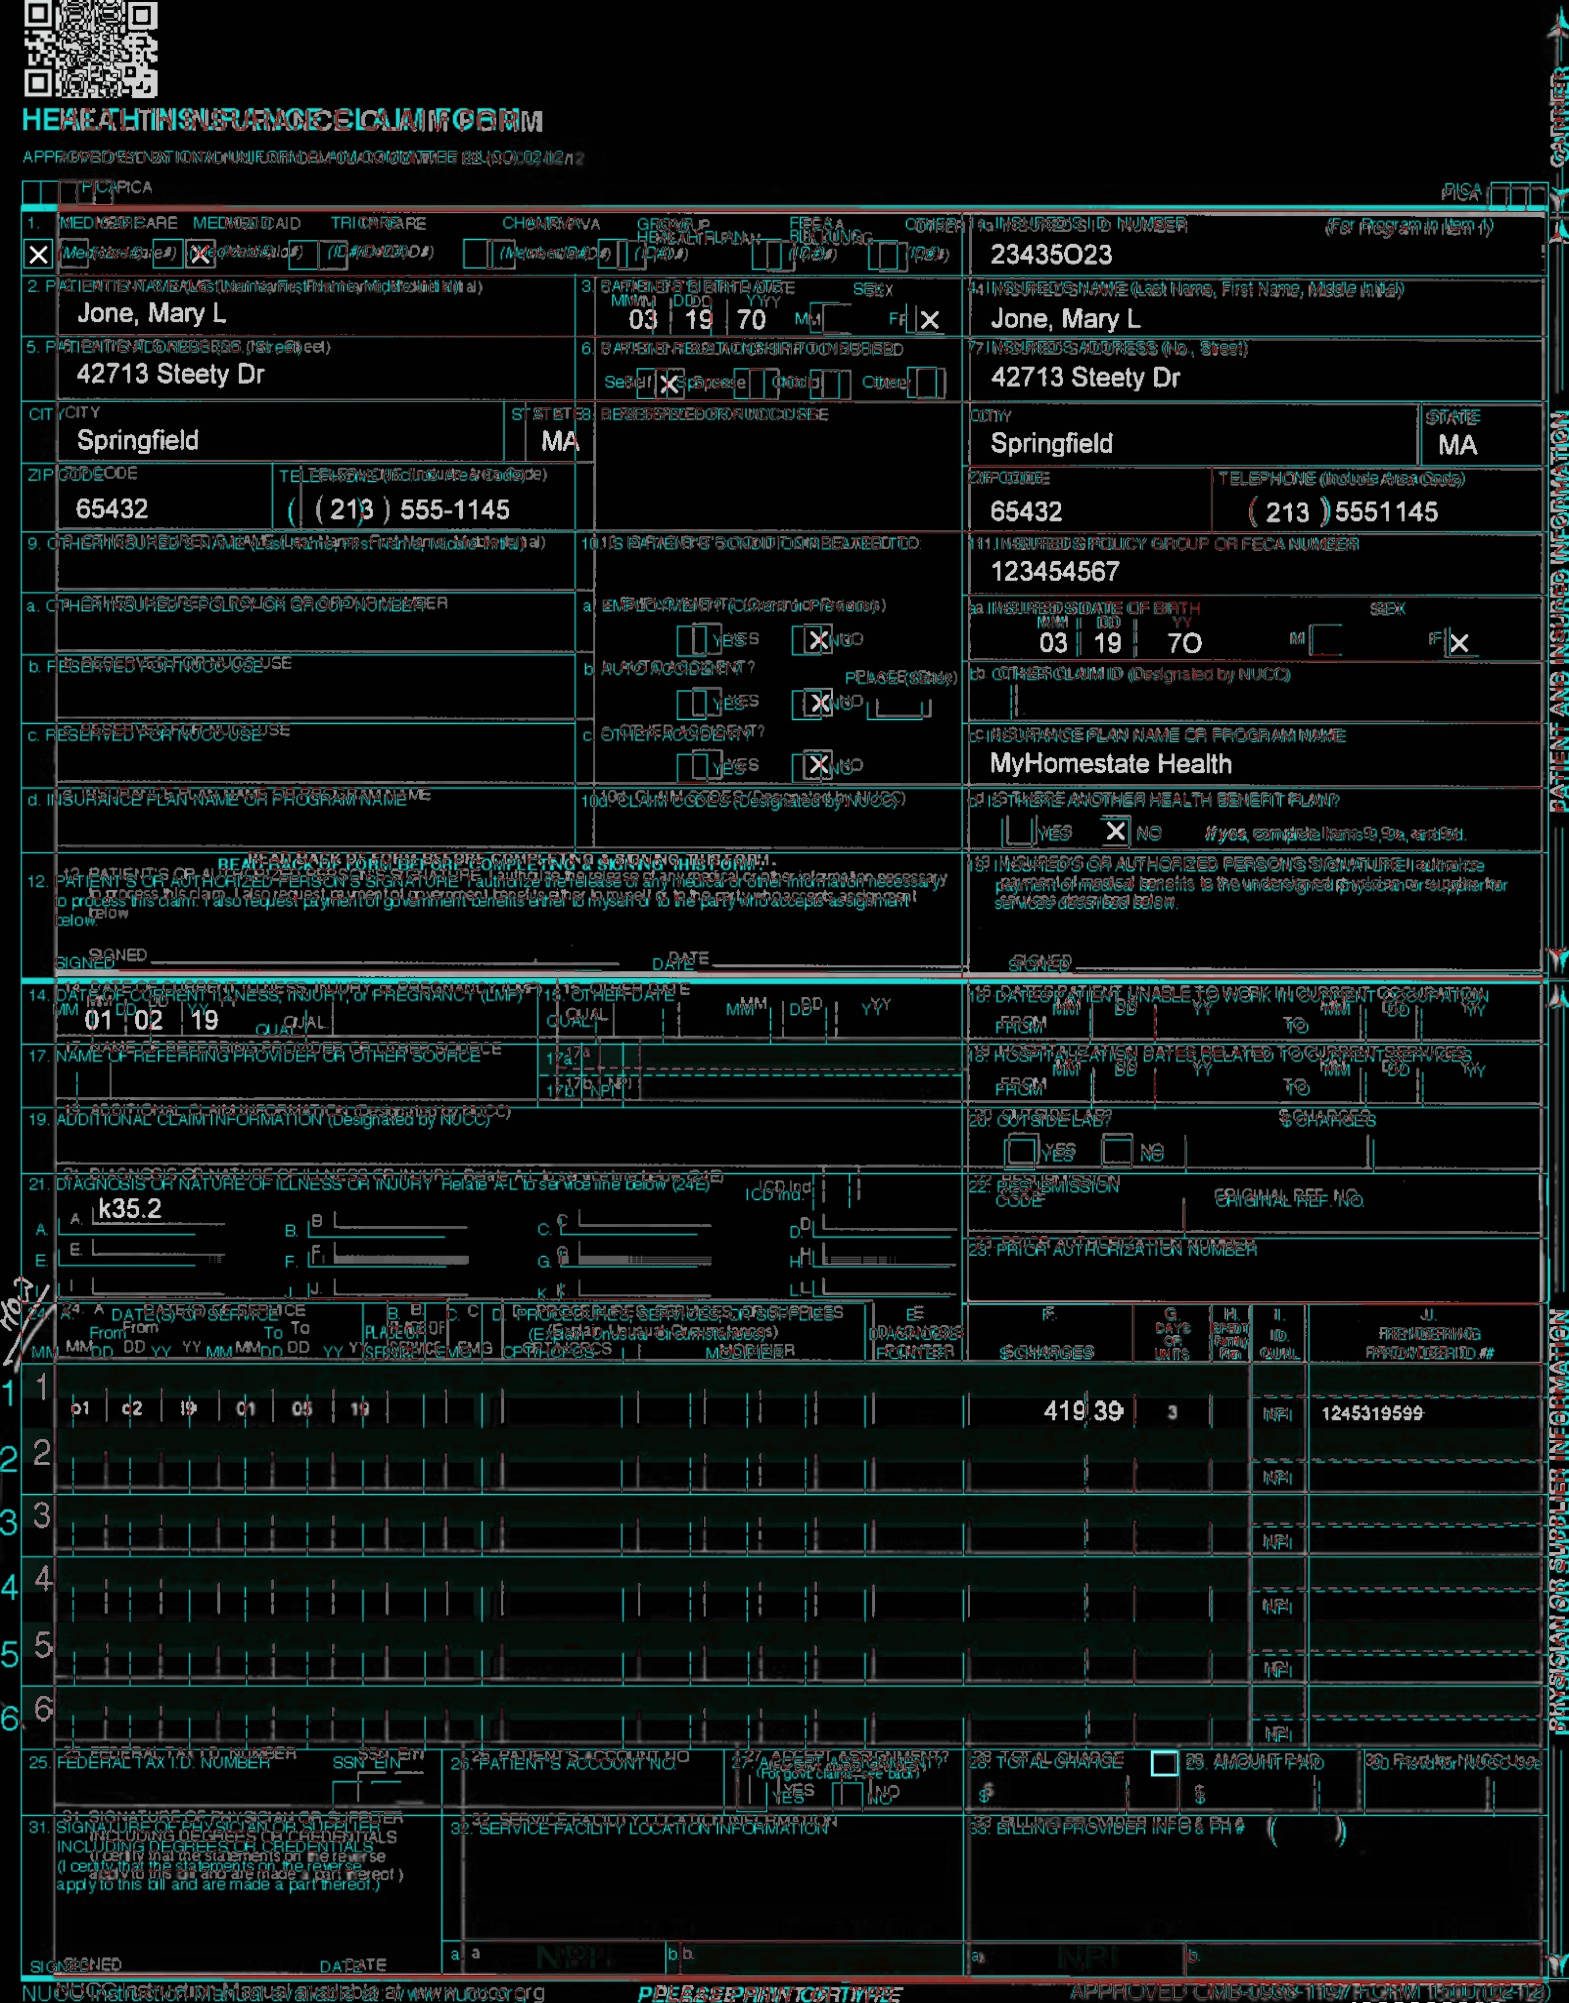 HEALTH INSURANCE CLAIM FORM
APPROVED BY NATIONAL UNIFORM CLAIM COMMITTEE (NUCC) 02/12
PICA
PICA
1. MEDICARE MEDICAID TRICARE CHAMPVA GROUP HEALTH PLAN FECA BLK LUNG OTHER
X (Medicare#) X (Medicaid#) (ID#/DoD#) (Member ID#) (ID#) (ID#) (ID#)
1a. INSURED'S I.D. NUMBER (For Program in Item 1)
23435O23
2. PATIENT'S NAME (Last Name, First Name, Middle Initial)
Jone, Mary L
3. PATIENT'S BIRTH DATE SEX
MM DD YYYY
03 19 70 M F X
4. INSURED'S NAME (Last Name, First Name, Middle Initial)
Jone, Mary L
5. PATIENT'S ADDRESS (No., Street)
42713 Steety Dr
6. PATIENT RELATIONSHIP TO INSURED
Self X Spouse Child Other
7. INSURED'S ADDRESS (No., Street)
42713 Steety Dr
CITY STATE
Springfield MA
8. RESERVED FOR NUCC USE
CITY STATE
Springfield MA
ZIP CODE TELEPHONE (Include Area Code)
65432 ( 213 ) 555-1145
ZIP CODE TELEPHONE (Include Area Code)
65432 ( 213 ) 5551145
9. OTHER INSURED'S NAME (Last Name, First Name, Middle Initial)
10. IS PATIENT'S CONDITION RELATED TO:
11. INSURED'S POLICY GROUP OR FECA NUMBER
123454567
a. OTHER INSURED'S POLICY OR GROUP NUMBER
a. EMPLOYMENT? (Current or Previous)
YES X NO
a. INSURED'S DATE OF BIRTH SEX
MM DD YY
03 19 7O M F X
b. RESERVED FOR NUCC USE
b. AUTO ACCIDENT? PLACE (State)
YES X NO
b. OTHER CLAIM ID (Designated by NUCC)
c. RESERVED FOR NUCC USE
c. OTHER ACCIDENT?
YES X NO
c. INSURANCE PLAN NAME OR PROGRAM NAME
MyHomestate Health
d. INSURANCE PLAN NAME OR PROGRAM NAME
10d. CLAIM CODES (Designated by NUCC)
d. IS THERE ANOTHER HEALTH BENEFIT PLAN?
YES X NO If yes, complete items 9, 9a, and 9d.
READ BACK OF FORM BEFORE COMPLETING & SIGNING THIS FORM.
12. PATIENT'S OR AUTHORIZED PERSON'S SIGNATURE I authorize the release of any medical or other information necessary
to process this claim. I also request payment of government benefits either to myself or to the party who accepts assignment
below.
SIGNED DATE
13. INSURED'S OR AUTHORIZED PERSON'S SIGNATURE I authorize
payment of medical benefits to the undersigned physician or supplier for
services described below.
SIGNED
14. DATE OF CURRENT ILLNESS, INJURY, or PREGNANCY (LMP)
MM DD YY
01 02 19 QUAL.
15. OTHER DATE
QUAL. MM DD YY
16. DATES PATIENT UNABLE TO WORK IN CURRENT OCCUPATION
MM DD YY MM DD YY
FROM TO
17. NAME OF REFERRING PROVIDER OR OTHER SOURCE
17a.
17b. NPI
18. HOSPITALIZATION DATES RELATED TO CURRENT SERVICES
MM DD YY MM DD YY
FROM TO
19. ADDITIONAL CLAIM INFORMATION (Designated by NUCC)
20. OUTSIDE LAB? $ CHARGES
YES NO
21. DIAGNOSIS OR NATURE OF ILLNESS OR INJURY Relate A-L to service line below (24E) ICD Ind.
A. k35.2 B. C. D.
E. F. G. H.
I. J. K. L.
22. RESUBMISSION
CODE ORIGINAL REF. NO.
23. PRIOR AUTHORIZATION NUMBER
24. A. DATE(S) OF SERVICE B. C. D. PROCEDURES, SERVICES, OR SUPPLIES E. F. G. H. I. J.
From To PLACE OF (Explain Unusual Circumstances) DIAGNOSIS DAYS OR UNITS EPSDT Family Plan ID. RENDERING
MM DD YY MM DD YY SERVICE EMG CPT/HCPCS MODIFIER POINTER $ CHARGES QUAL. PROVIDER ID. #
1 o1 o2 19 01 05 19 419 39 3 NPI 1245319599
2 NPI
3 NPI
4 NPI
5 NPI
6 NPI
25. FEDERAL TAX I.D. NUMBER SSN EIN
26. PATIENT'S ACCOUNT NO.
27. ACCEPT ASSIGNMENT?
(For govt. claims, see back)
YES NO
28. TOTAL CHARGE
$
29. AMOUNT PAID
$
30. Rsvd for NUCC Use
31. SIGNATURE OF PHYSICIAN OR SUPPLIER
INCLUDING DEGREES OR CREDENTIALS
(I certify that the statements on the reverse
apply to this bill and are made a part thereof.)
SIGNED DATE
32. SERVICE FACILITY LOCATION INFORMATION
a. NPI b.
33. BILLING PROVIDER INFO & PH # ( )
a. NPI b.
NUCC Instruction Manual available at: www.nucc.org
PLEASE PRINT OR TYPE
APPROVED OMB-0938-1197 FORM 1500 (02-12)
CARRIER
PATIENT AND INSURED INFORMATION
PHYSICIAN OR SUPPLIER INFORMATION